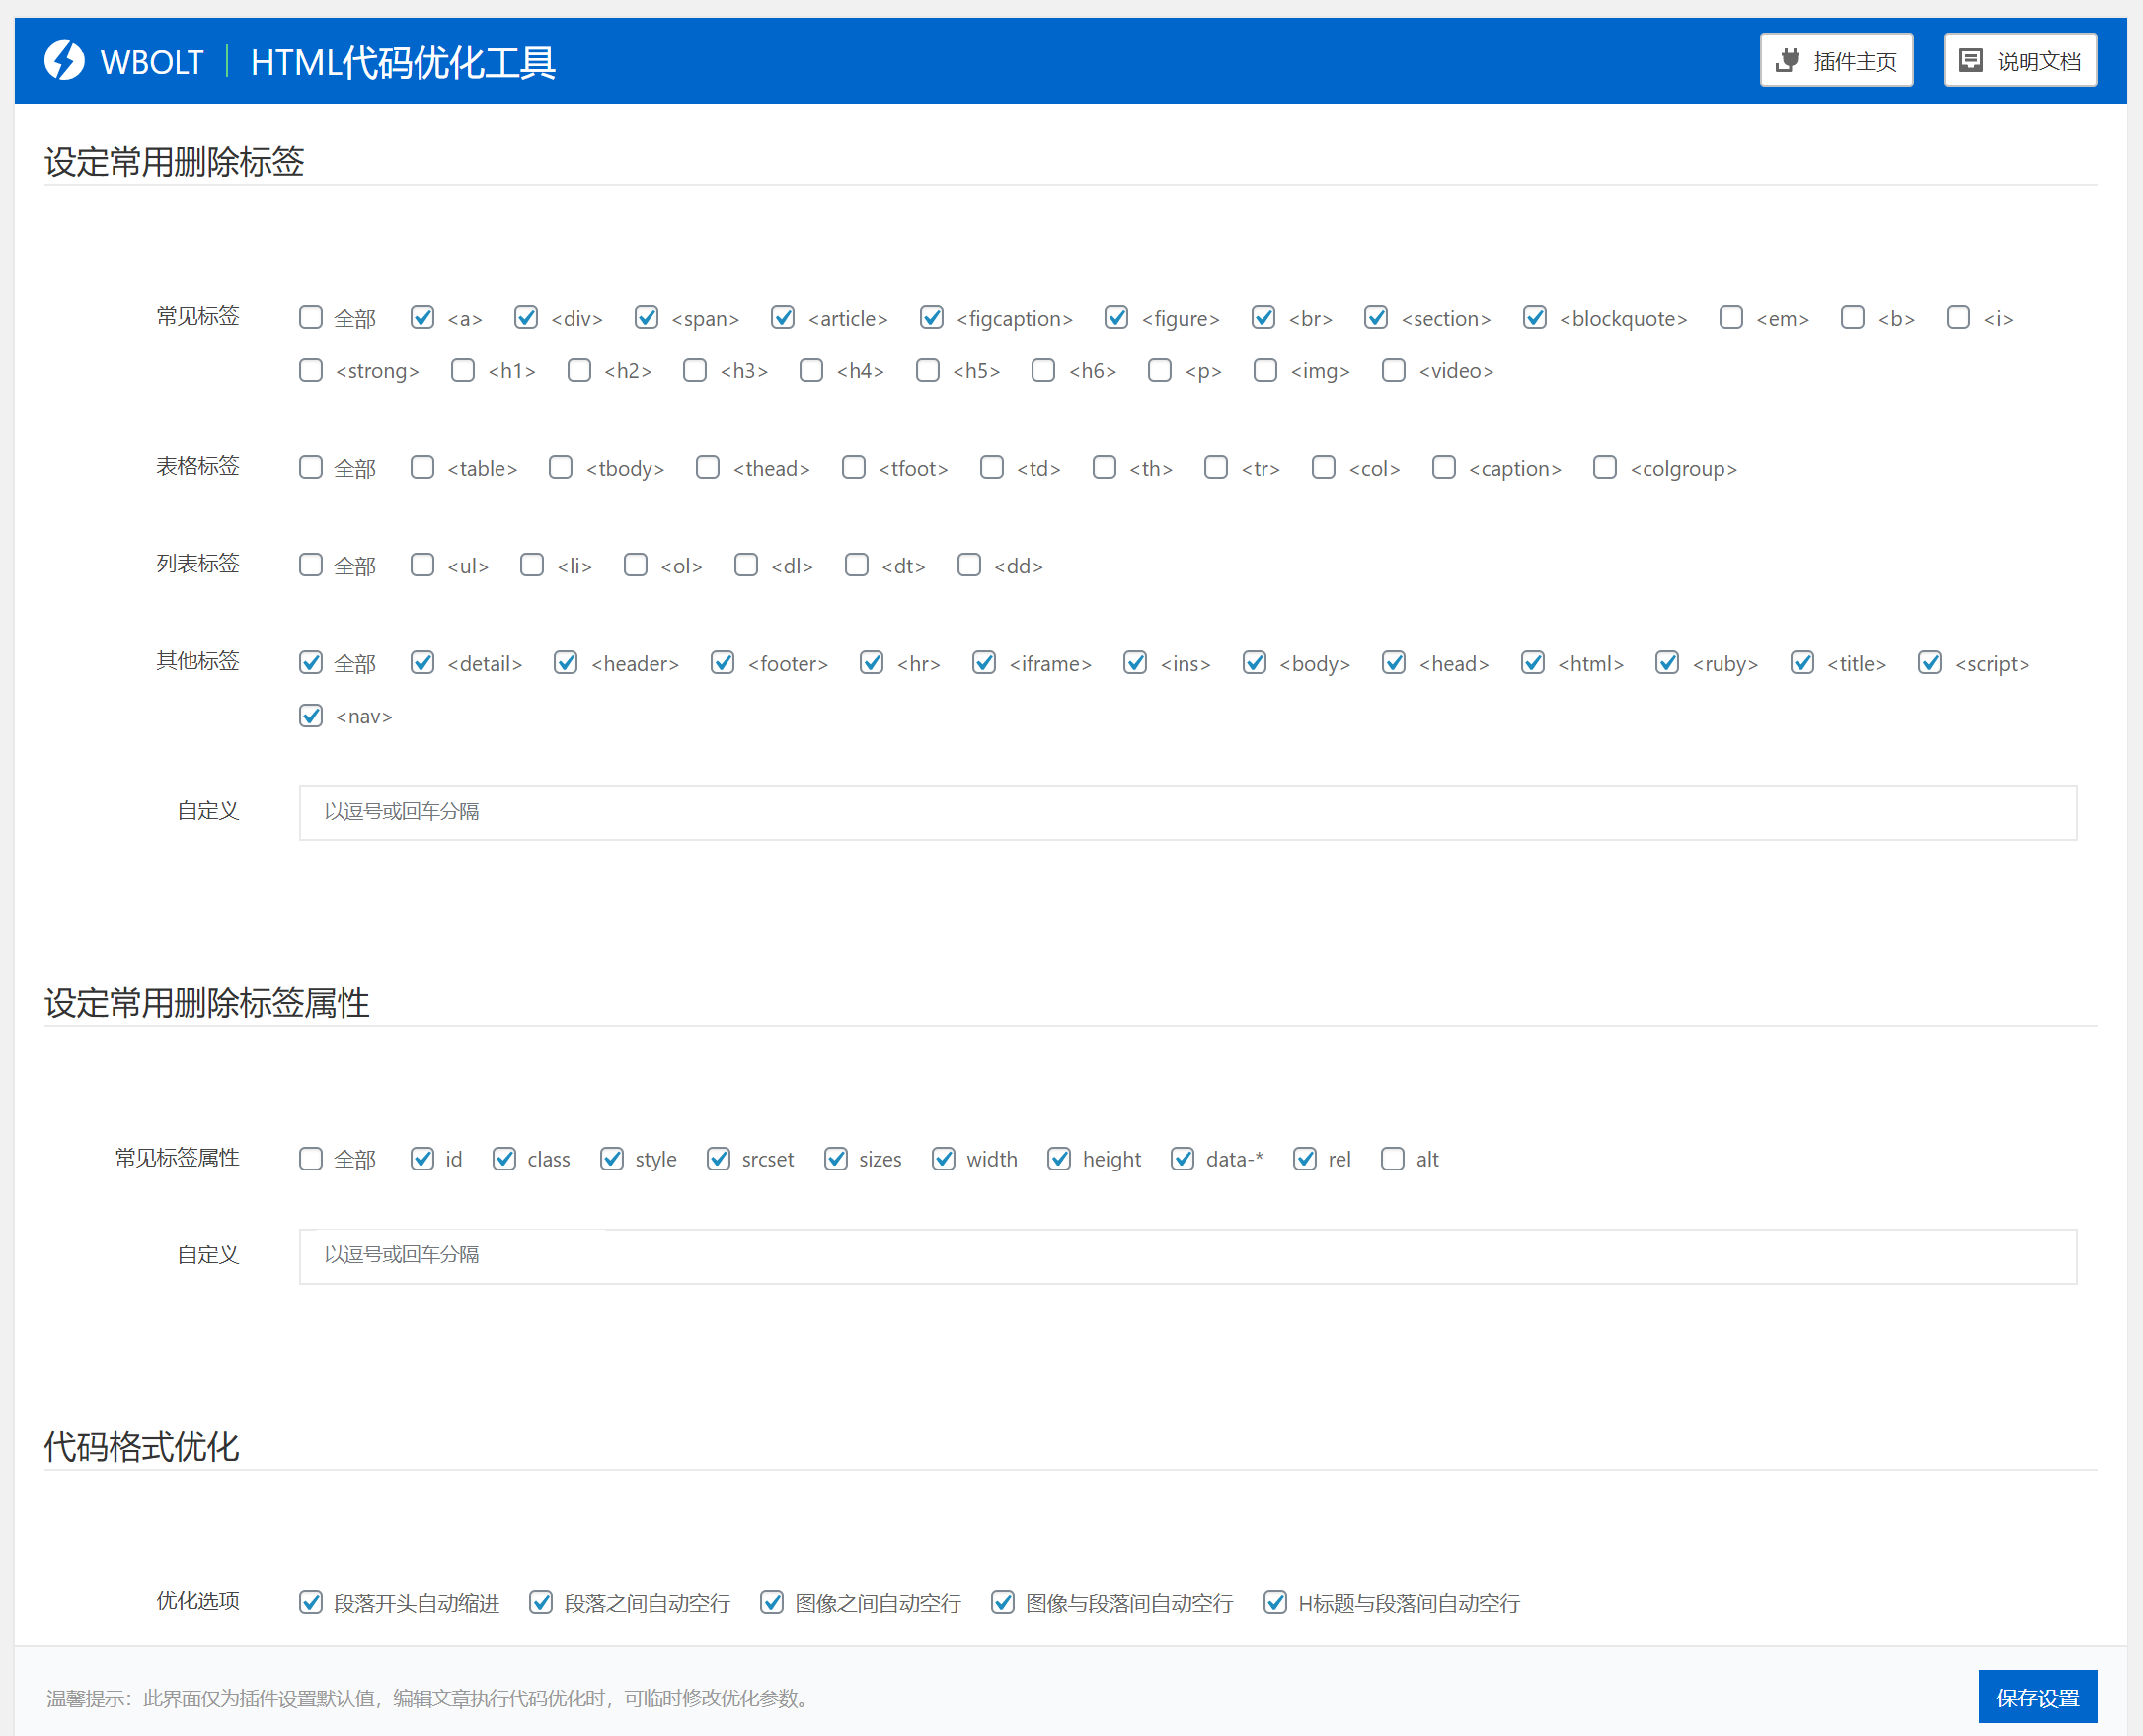 WBOLT HTML代码优化工具 插件主页 说明文档
设定常用删除标签
常见标签 全部 <a> <div> <span> <article> <figcaption> <figure> <br> <section> <blockquote> <em> <b> <i>
<strong> <h1> <h2> <h3> <h4> <h5> <h6> <p> <img> <video>
表格标签 全部 <table> <tbody> <thead> <tfoot> <td> <th> <tr> <col> <caption> <colgroup>
列表标签 全部 <ul> <li> <ol> <dl> <dt> <dd>
其他标签 全部 <detail> <header> <footer> <hr> <iframe> <ins> <body> <head> <html> <ruby> <title> <script>
<nav>
自定义 以逗号或回车分隔
设定常用删除标签属性
常见标签属性 全部 id class style srcset sizes width height data-* rel alt
自定义 以逗号或回车分隔
代码格式优化
优化选项 段落开头自动缩进 段落之间自动空行 图像之间自动空行 图像与段落间自动空行 H标题与段落间自动空行
温馨提示：此界面仅为插件设置默认值，编辑文章执行代码优化时，可临时修改优化参数。 保存设置